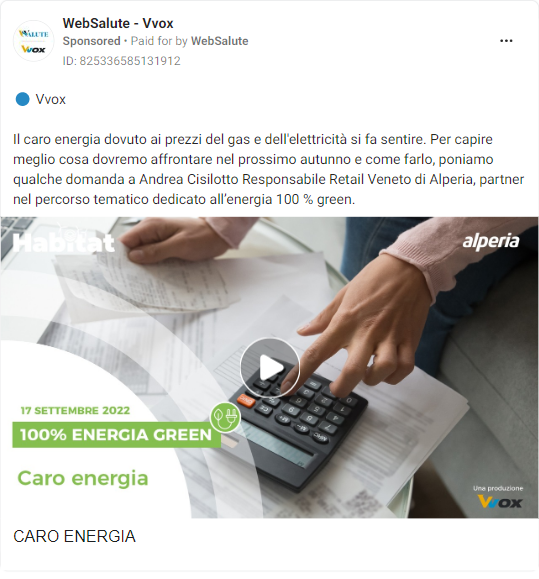 WebSalute - Vvox
Sponsored • Paid for by WebSalute
ID: 825336585131912
Vvox
Il caro energia dovuto ai prezzi del gas e dell'elettricità si fa sentire. Per capire
meglio cosa dovremo affrontare nel prossimo autunno e come farlo, poniamo
qualche domanda a Andrea Cisilotto Responsabile Retail Veneto di Alperia, partner
nel percorso tematico dedicato all'energia 100 % green.
Habitat
alperia
17 SETTEMBRE 2022
100% ENERGIA GREEN
Caro energia
Una produzione
Vvox
CARO ENERGIA